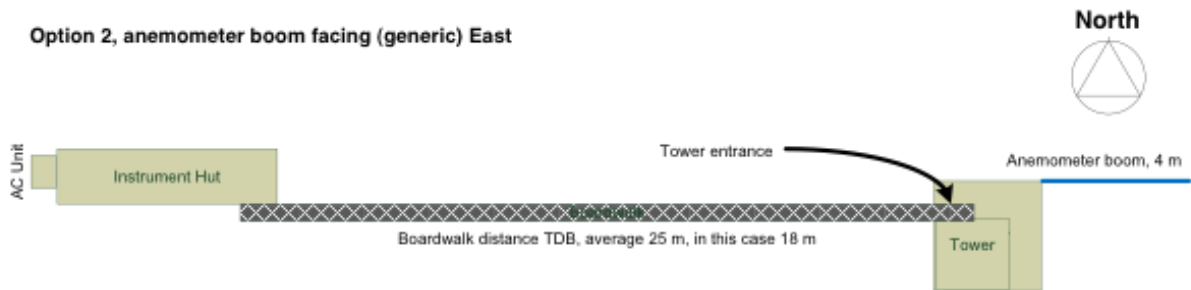 North
Option 2, anemometer boom facing (generic) East
AC Unit
Instrument Hut
Tower entrance
Anemometer boom, 4 m
Boardwalk
Boardwalk distance TDB, average 25 m, in this case 18 m
Tower